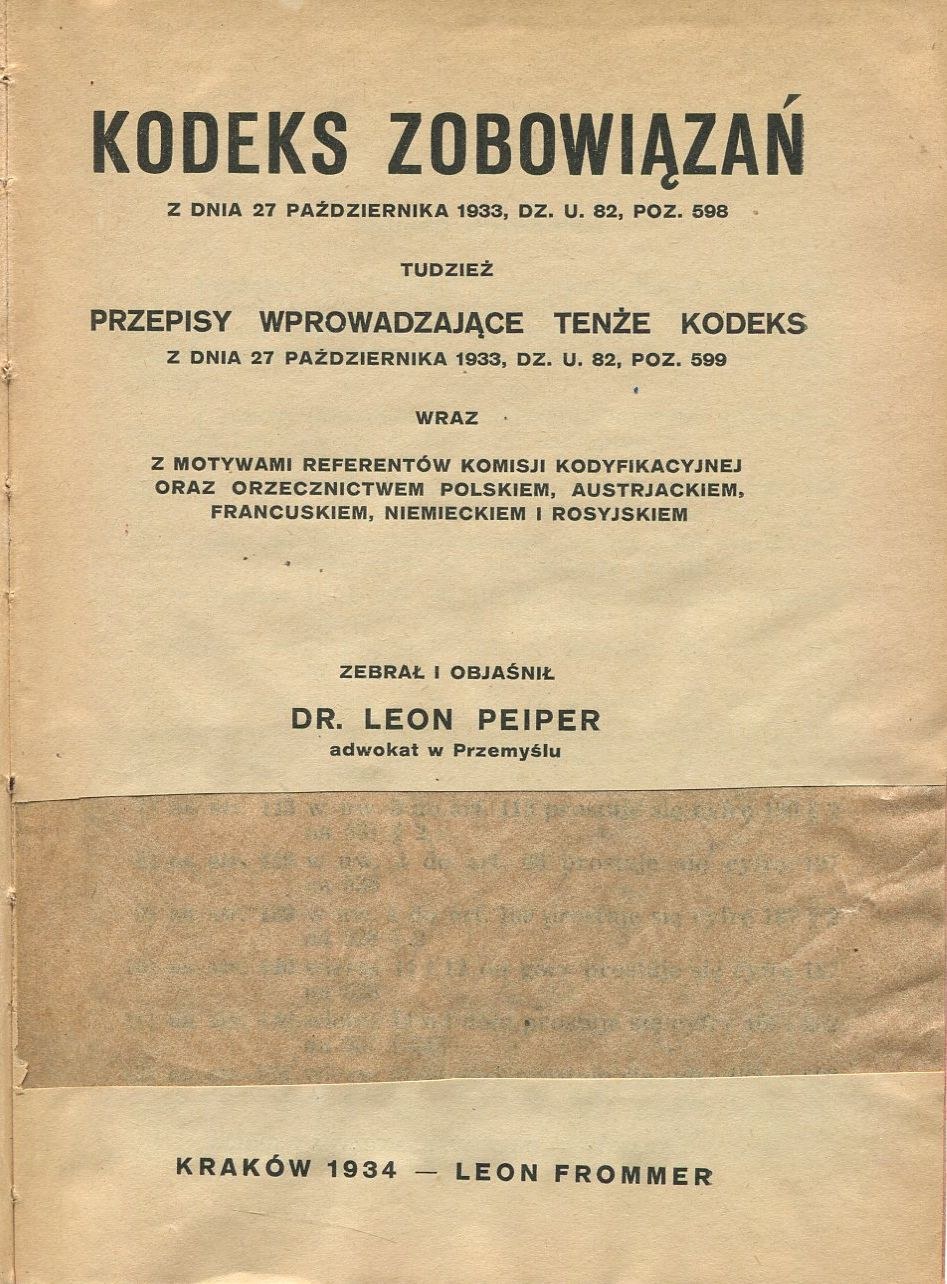 KODEKS ZOBOWIĄZAŃ
Z DNIA 27 PAŹDZIERNIKA 1933, DZ. U. 82, POZ. 598
TUDZIEŻ
PRZEPISY WPROWADZAJĄCE TENŻE KODEKS
Z DNIA 27 PAŹDZIERNIKA 1933, DZ. U. 82, POZ. 599
WRAZ
Z MOTYWAMI REFERENTÓW KOMISJI KODYFIKACYJNEJ
ORAZ ORZECZNICTWEM POLSKIEM, AUSTRJACKIEM,
FRANCUSKIEM, NIEMIECKIEM I ROSYJSKIEM
ZEBRAŁ I OBJAŚNIŁ
DR. LEON PEIPER
adwokat w Przemyślu
KRAKÓW 1934 — LEON FROMMER